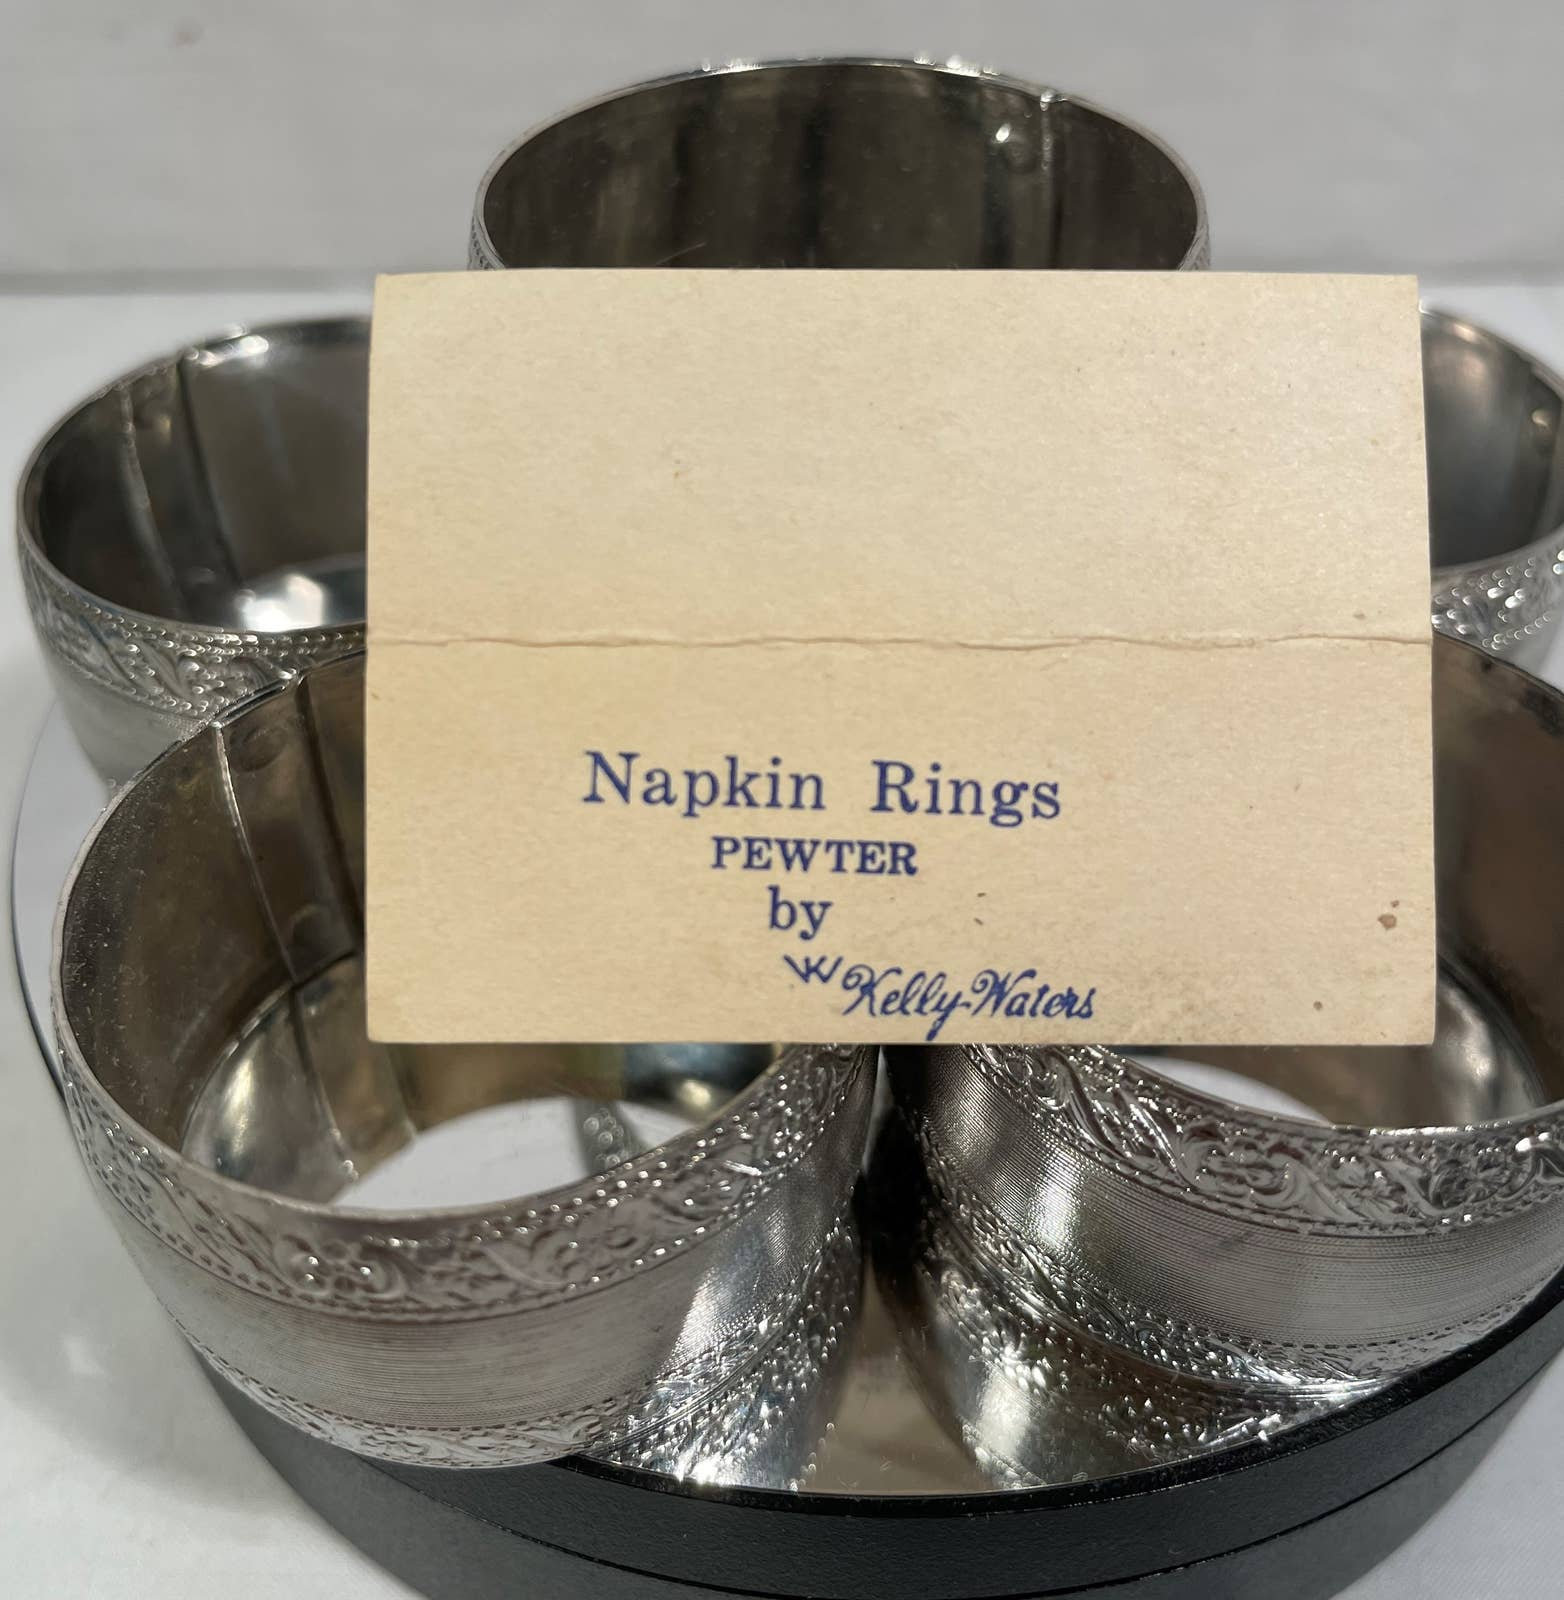 Napkin Rings
PEWTER
by
KW Kelly-Waters